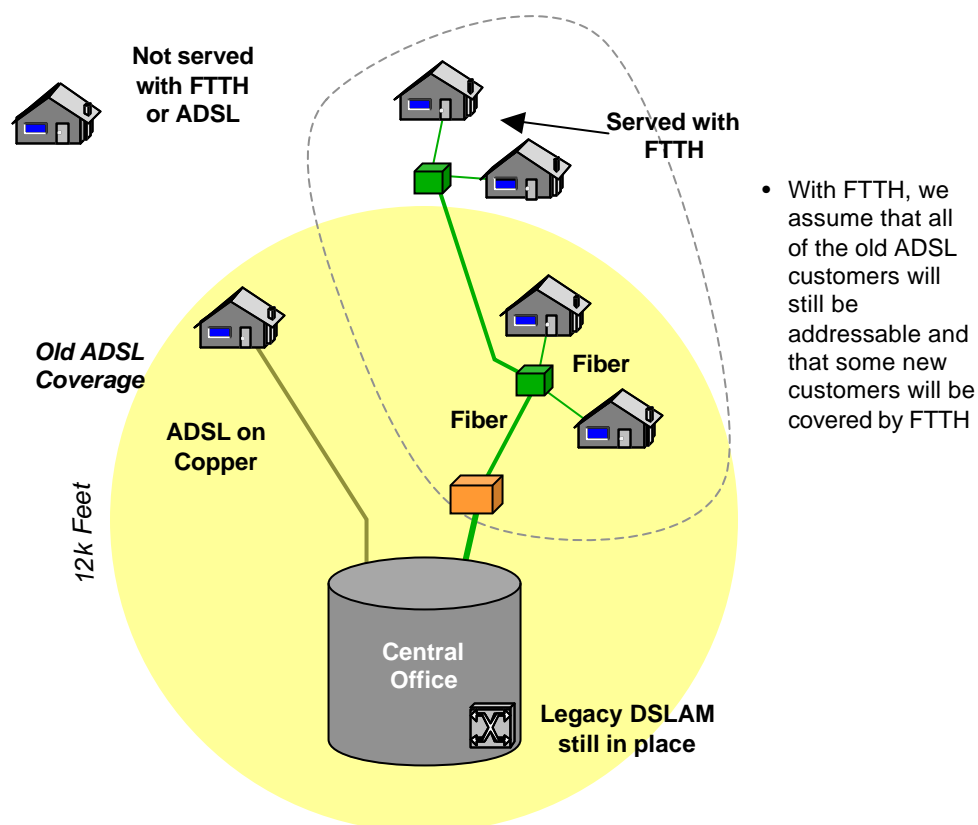 Not served
with FTTH
or ADSL
Served with
FTTH
• With FTTH, we
assume that all
of the old ADSL
customers will
still be
addressable and
that some new
customers will be
covered by FTTH
Old ADSL
Coverage
Fiber
Fiber
ADSL on
Copper
12k Feet
Central
Office
Legacy DSLAM
still in place